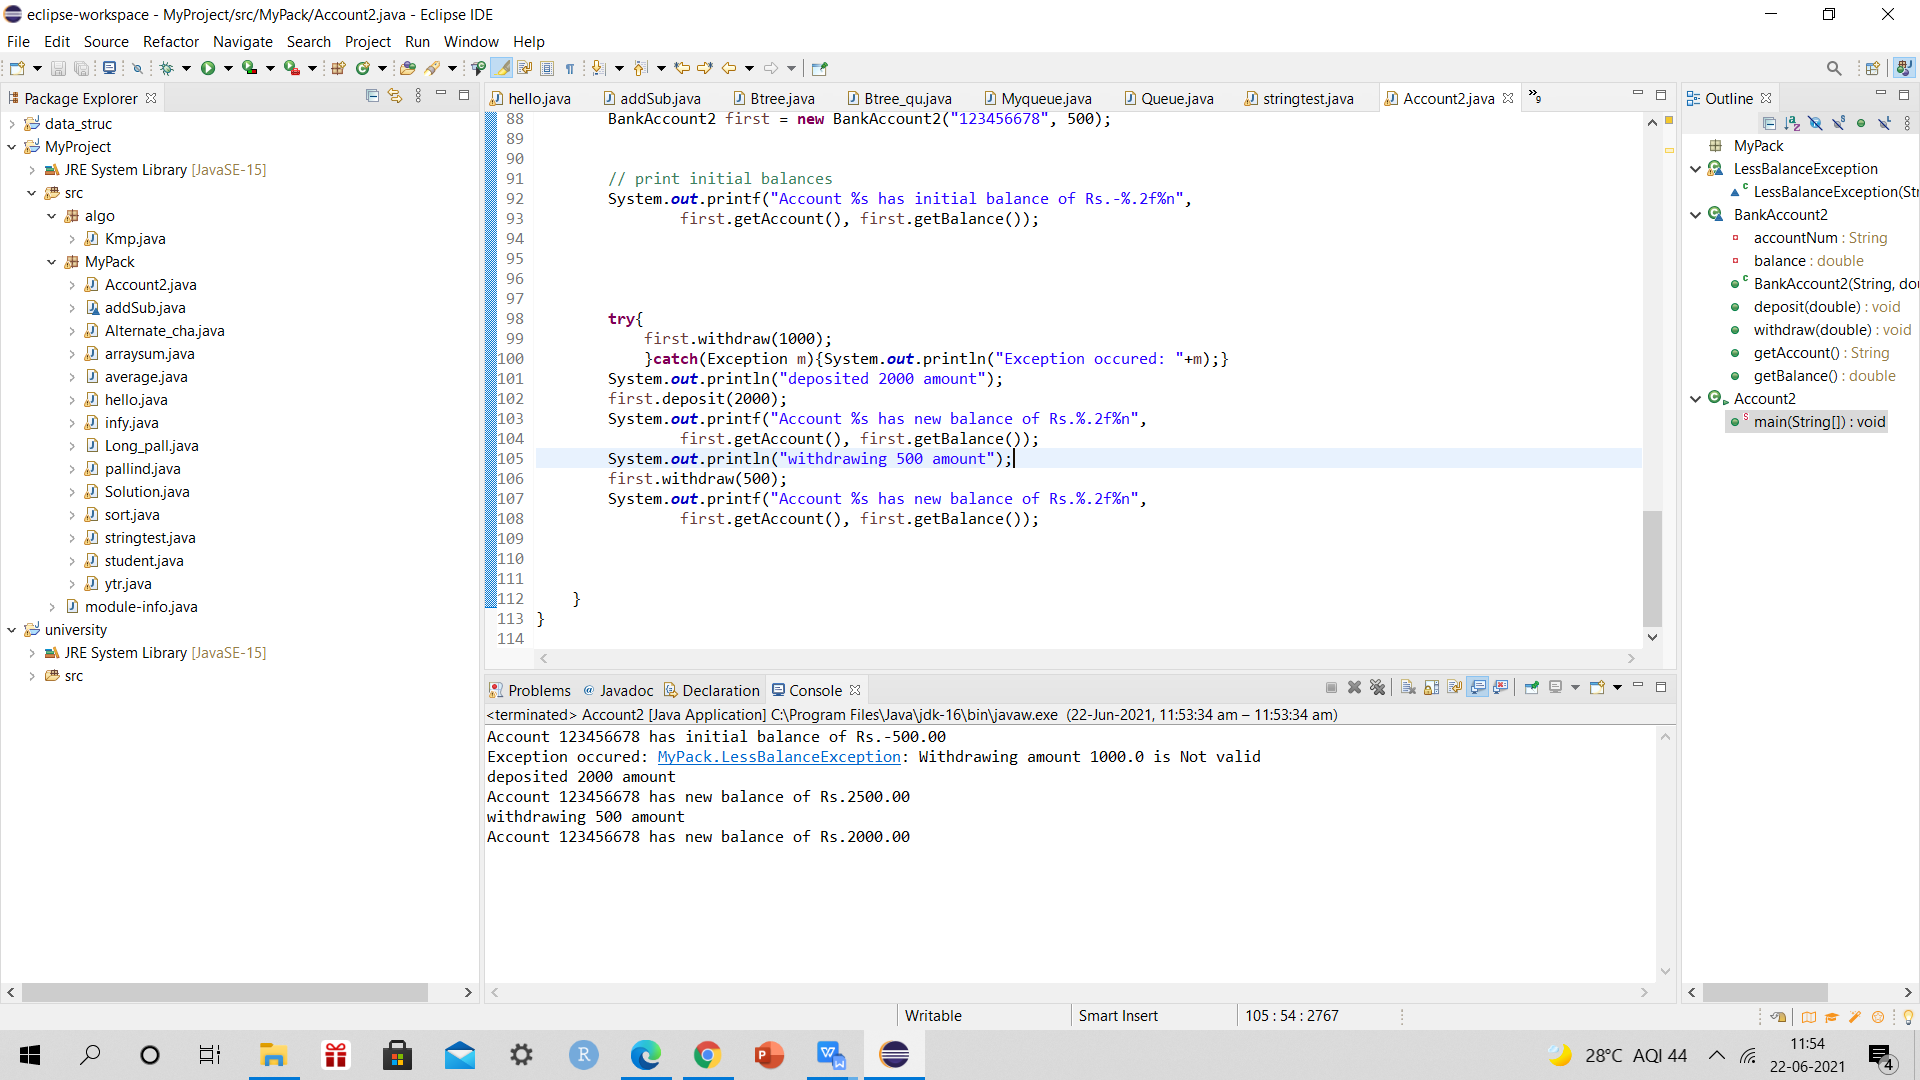 eclipse-workspace - MyProject/src/MyPack/Account2.java - Eclipse IDE
File Edit Source Refactor Navigate Search Project Run Window Help
Package Explorer
data_struc
MyProject
JRE System Library [JavaSE-15]
src
algo
Kmp.java
MyPack
Account2.java
addSub.java
Alternate_cha.java
arraysum.java
average.java
hello.java
infy.java
Long_pall.java
pallind.java
Solution.java
sort.java
stringtest.java
student.java
ytr.java
module-info.java
university
JRE System Library [JavaSE-15]
src
hello.java addSub.java Btree.java Btree_qu.java Myqueue.java Queue.java stringtest.java Account2.java »9
88 BankAccount2 first = new BankAccount2("123456678", 500);
89
90
91 // print initial balances
92 System.out.printf("Account %s has initial balance of Rs.-%.2f%n",
93 first.getAccount(), first.getBalance());
94
95
96
97
98 try{
99 first.withdraw(1000);
100 }catch(Exception m){System.out.println("Exception occured: "+m);}
101 System.out.println("deposited 2000 amount");
102 first.deposit(2000);
103 System.out.printf("Account %s has new balance of Rs.%.2f%n",
104 first.getAccount(), first.getBalance());
105 System.out.println("withdrawing 500 amount");
106 first.withdraw(500);
107 System.out.printf("Account %s has new balance of Rs.%.2f%n",
108 first.getAccount(), first.getBalance());
109
110
111
112 }
113 }
114
Problems @ Javadoc Declaration Console
<terminated> Account2 [Java Application] C:\Program Files\Java\jdk-16\bin\javaw.exe (22-Jun-2021, 11:53:34 am – 11:53:34 am)
Account 123456678 has initial balance of Rs.-500.00
Exception occured: MyPack.LessBalanceException: Withdrawing amount 1000.0 is Not valid
deposited 2000 amount
Account 123456678 has new balance of Rs.2500.00
withdrawing 500 amount
Account 123456678 has new balance of Rs.2000.00
Outline
MyPack
LessBalanceException
LessBalanceException(Stri
BankAccount2
accountNum : String
balance : double
BankAccount2(String, dou
deposit(double) : void
withdraw(double) : void
getAccount() : String
getBalance() : double
Account2
main(String[]) : void
Writable Smart Insert 105 : 54 : 2767
28°C AQI 44
11:54
22-06-2021
4